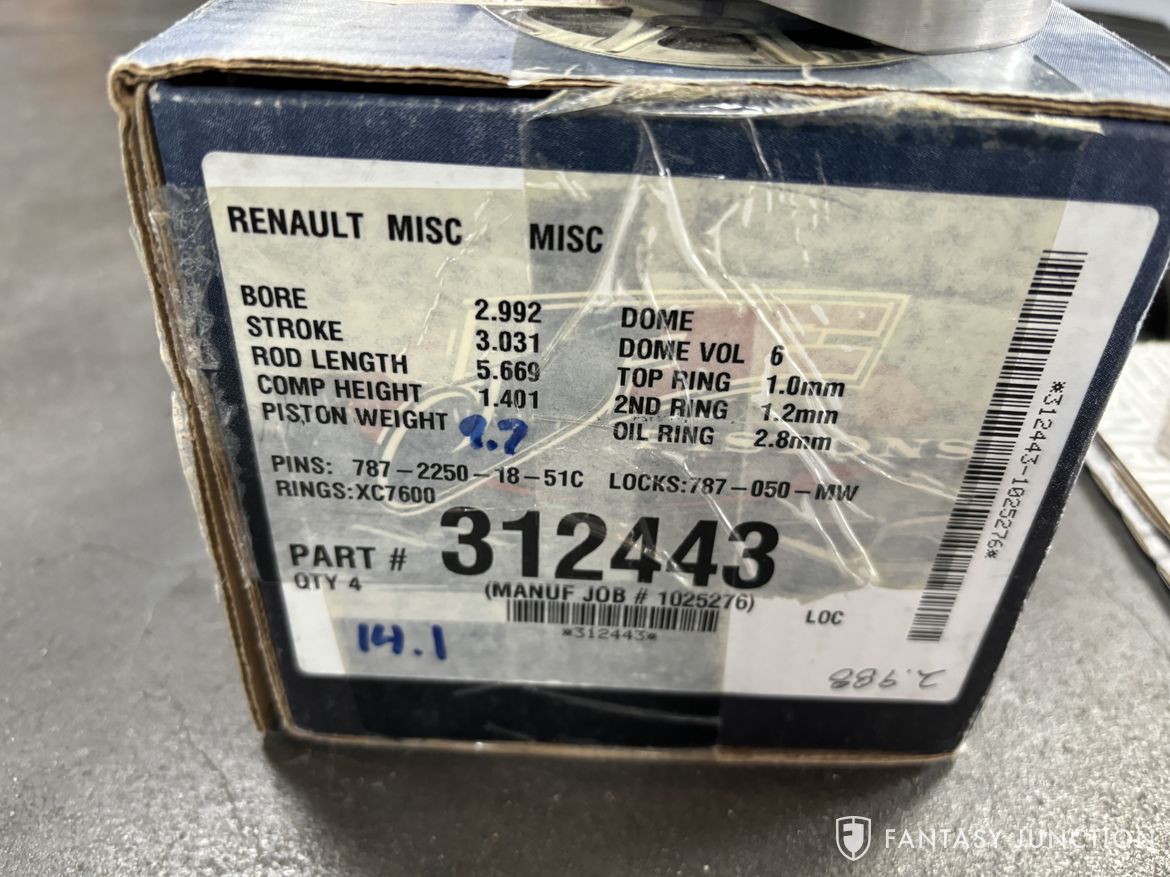 RENAULT MISC MISC
BORE 2.992 DOME
STROKE 3.031 DOME VOL 6
ROD LENGTH 5.669 TOP RING 1.0mm
COMP HEIGHT 1.401 2ND RING 1.2mm
PISTON WEIGHT 9.7 OIL RING 2.8mm
PISTONS
PINS: 787-2250-18-51C LOCKS:787-050-MW
RINGS:XC7600
PART # 312443
QTY 4 (MANUF JOB # 1025276)
LOC
*312443*
14.1
2.988
*312443-1025276*
FANTASY JUNCTION